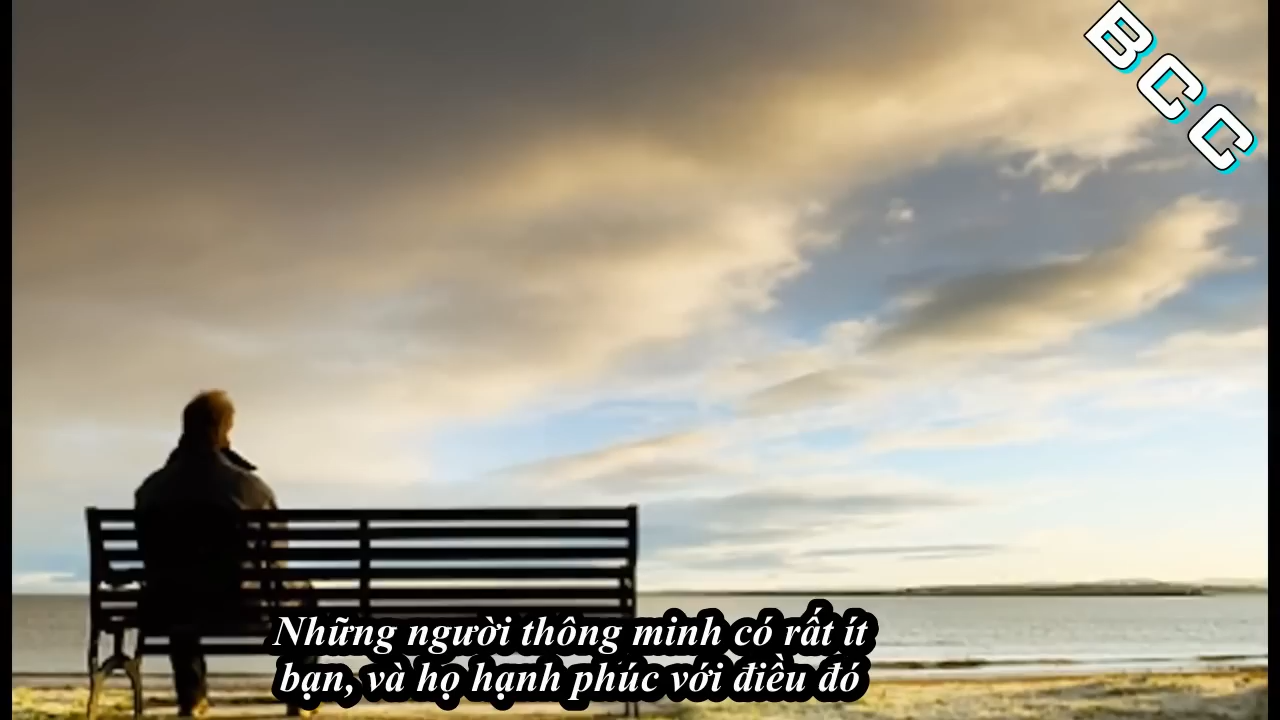 BCC
Những người thông minh có rất ít
bạn, và họ hạnh phúc với điều đó